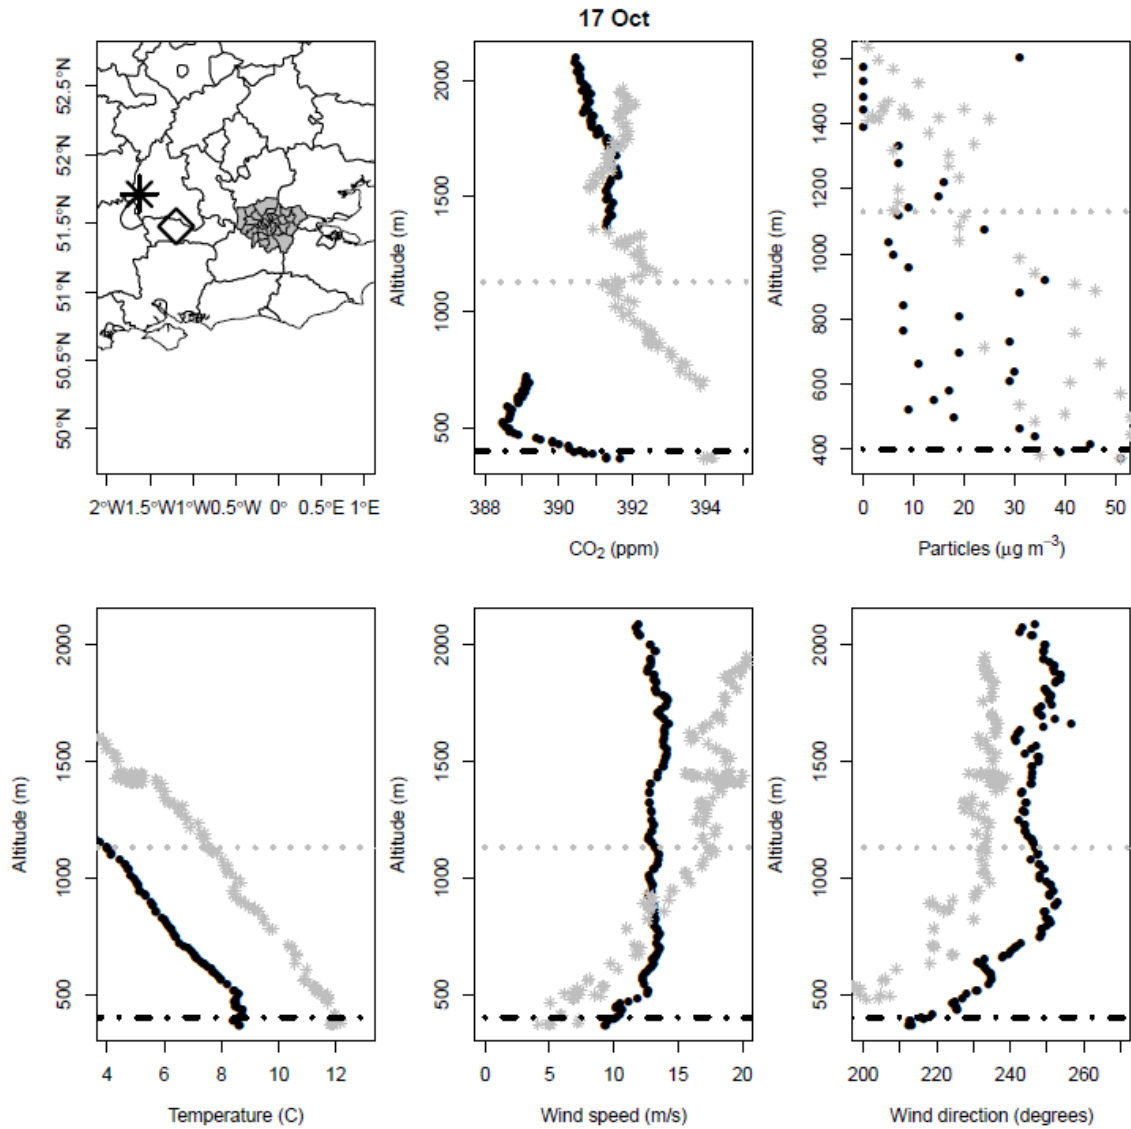 17 Oct
52.5°N
52°N
51.5°N
51°N
50.5°N
50°N
2°W1.5°W1°W0.5°W 0° 0.5°E 1°E
Altitude (m)
2000
1500
1000
500
388 390 392 394
CO2 (ppm)
Altitude (m)
1600
1400
1200
1000
800
600
400
0 10 20 30 40 50
Particles (μg m−3)
Altitude (m)
2000
1500
1000
500
4 6 8 10 12
Temperature (C)
Altitude (m)
2000
1500
1000
500
0 5 10 15 20
Wind speed (m/s)
Altitude (m)
2000
1500
1000
500
200 220 240 260
Wind direction (degrees)